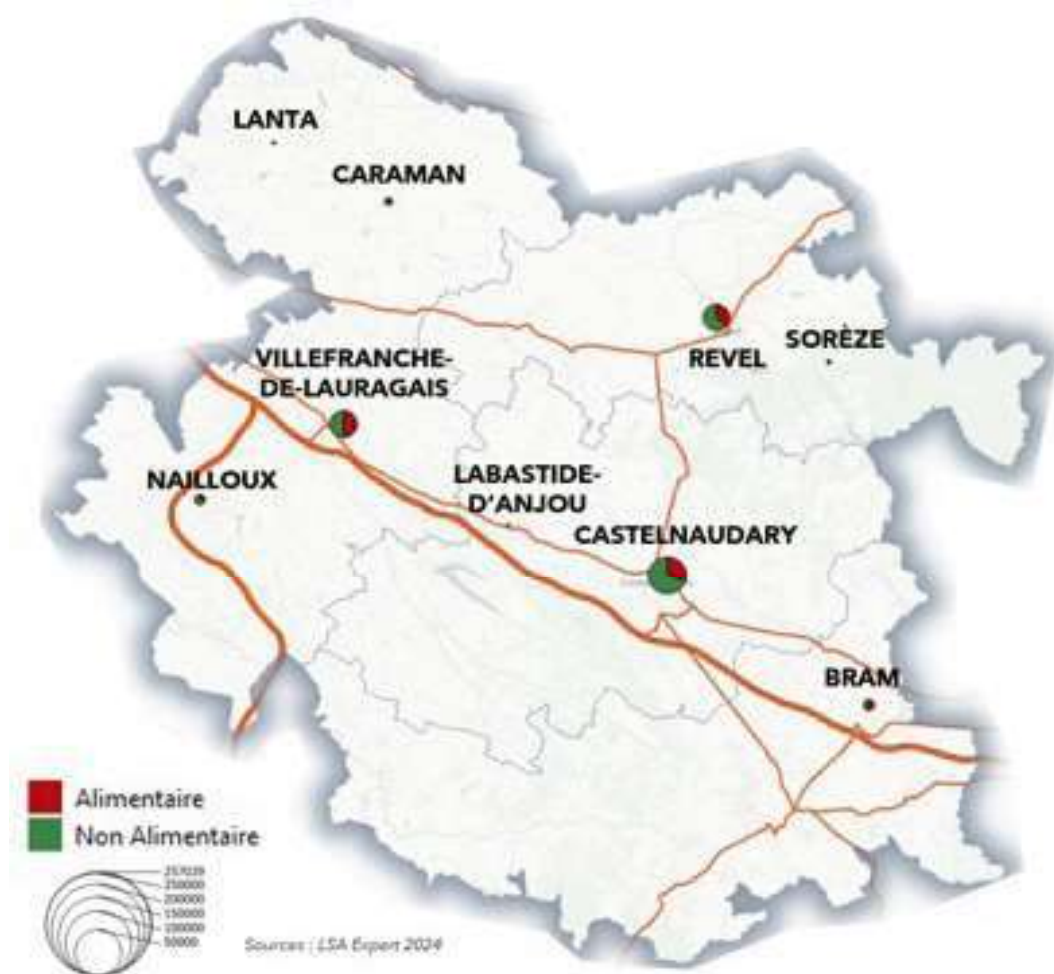 LANTA
CARAMAN
REVEL
SORÈZE
VILLEFRANCHE-
DE-LAURAGAIS
NAILLOUX
LABASTIDE-
D'ANJOU
CASTELNAUDARY
BRAM
Alimentaire
Non Alimentaire
257039
250000
200000
150000
100000
50000
Sources : LSA Expert 2024